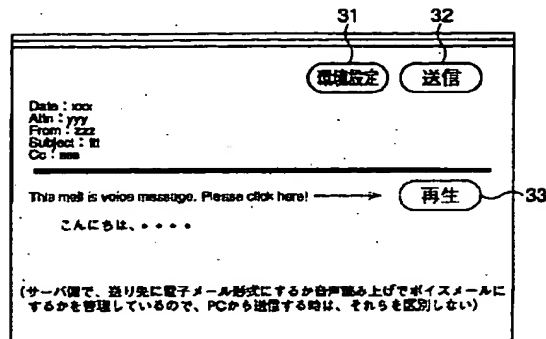 31 32
環境設定 送信
Date : xxx
Attn : yyy
From : zzz
Subject : ttt
Cc : sss
This mail is voice message. Please click here! 再生 33
こんにちは、・・・・
(サーバ側で、送り先に電子メール形式にするか音声読み上げでボイスメールに
するかを管理しているので、PCから送信する時は、それらを区別しない)